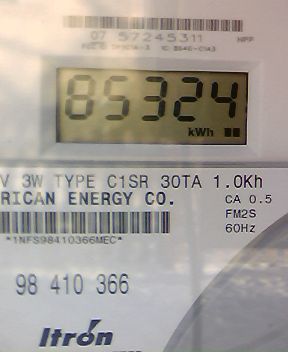 07 57245311
85324
kWh
V 3W TYPE C1SR 30TA 1.0Kh
RICAN ENERGY CO.
CA 0.5
FM2S
60Hz
*1NFS98410366MEC*
98 410 366
Itrón